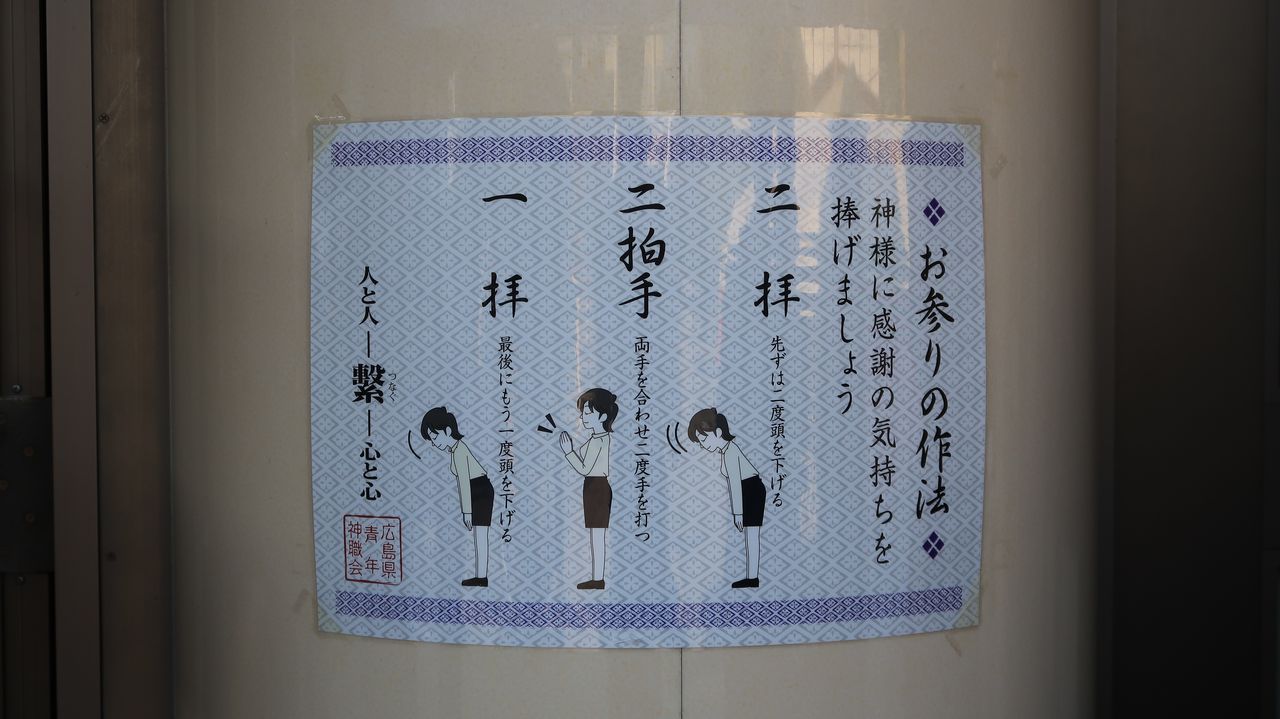 お参りの作法
神様に感謝の気持ちを
捧げましょう
二拝
先ずは二度頭を下げる
二拍手
両手を合わせ二度手を打つ
一拝
最後にもう一度頭を下げる
人と人―繋―心と心
つなぐ
広島県
青年
神職会